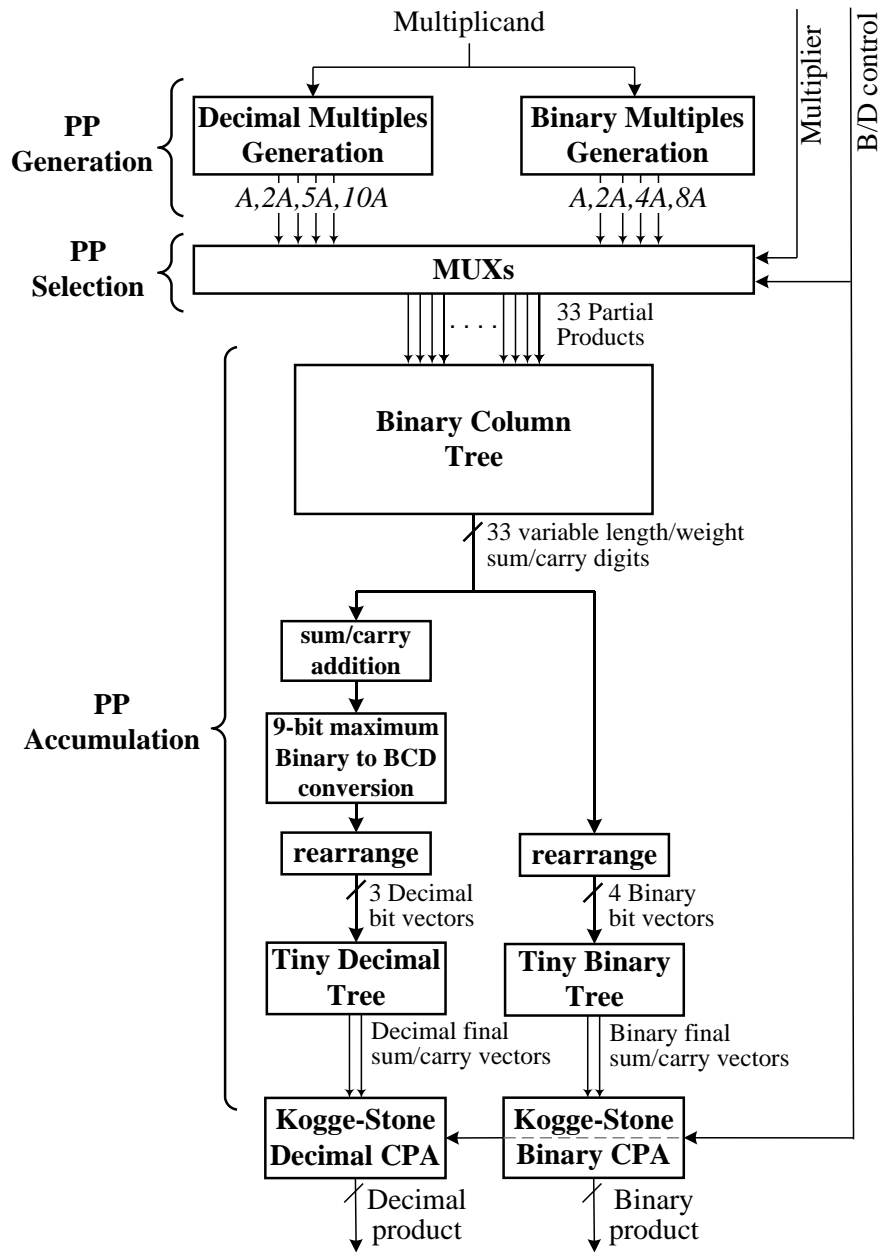 Multiplicand
Multiplier
B/D control
PP
Generation
Decimal Multiples
Generation
Binary Multiples
Generation
A,2A,5A,10A
A,2A,4A,8A
PP
Selection
MUXs
33 Partial
Products
. . . .
Binary Column
Tree
33 variable length/weight
sum/carry digits
PP
Accumulation
sum/carry
addition
9-bit maximum
Binary to BCD
conversion
rearrange
rearrange
3 Decimal
bit vectors
4 Binary
bit vectors
Tiny Decimal
Tree
Tiny Binary
Tree
Decimal final
sum/carry vectors
Binary final
sum/carry vectors
Kogge-Stone
Decimal CPA
Kogge-Stone
Binary CPA
Decimal
product
Binary
product